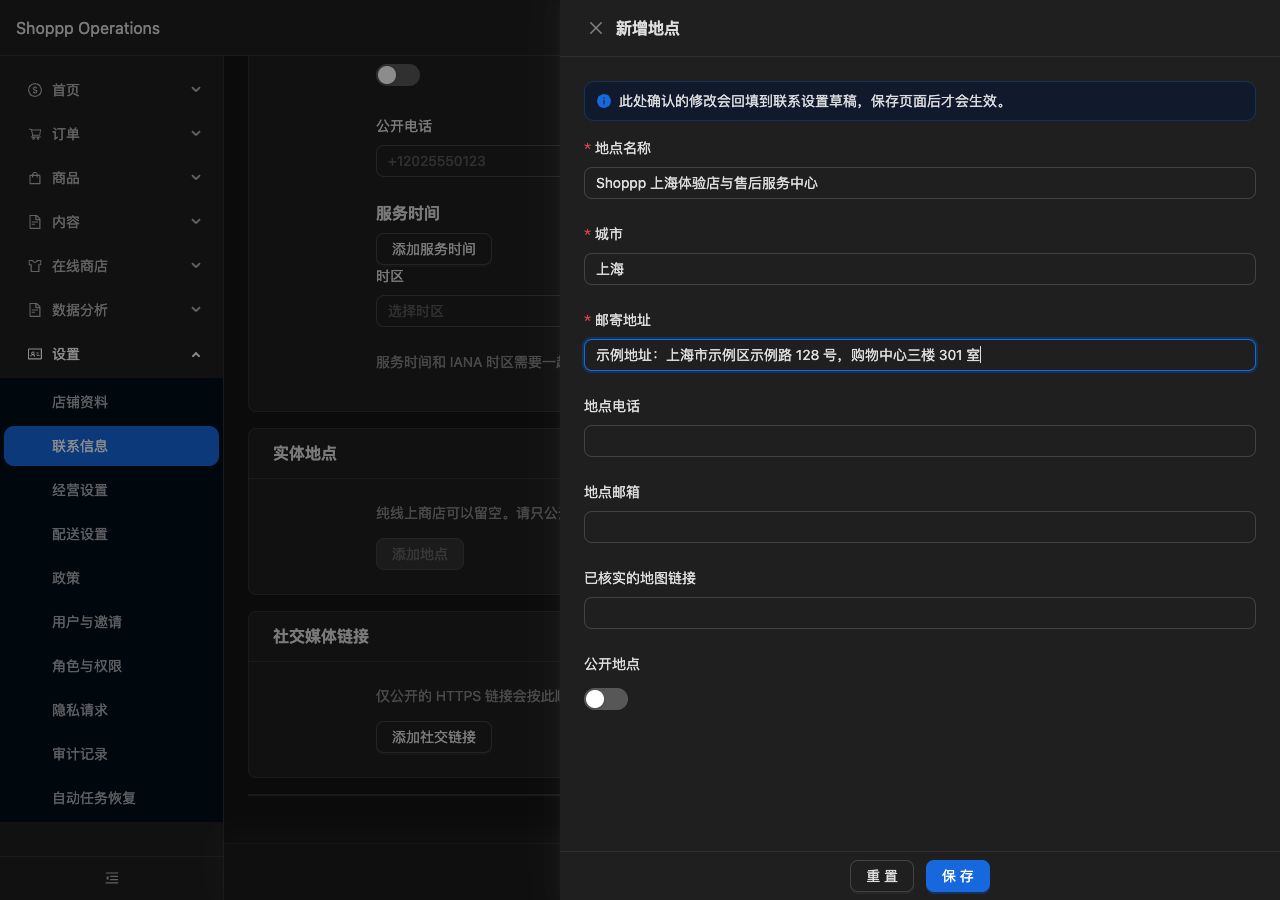 Shoppp Operations
首页
订单
商品
内容
在线商店
数据分析
设置
店铺资料
联系信息
经营设置
配送设置
政策
用户与邀请
角色与权限
隐私请求
审计记录
自动任务恢复
公开电话
+12025550123
服务时间
添加服务时间
时区
选择时区
服务时间和 IANA 时区需要一
实体地点
纯线上商店可以留空。请只公
添加地点
社交媒体链接
仅公开的 HTTPS 链接会按此
添加社交链接
新增地点
此处确认的修改会回填到联系设置草稿，保存页面后才会生效。
* 地点名称
Shoppp 上海体验店与售后服务中心
* 城市
上海
* 邮寄地址
示例地址：上海市示例区示例路 128 号，购物中心三楼 301 室
地点电话
地点邮箱
已核实的地图链接
公开地点
重 置
保 存